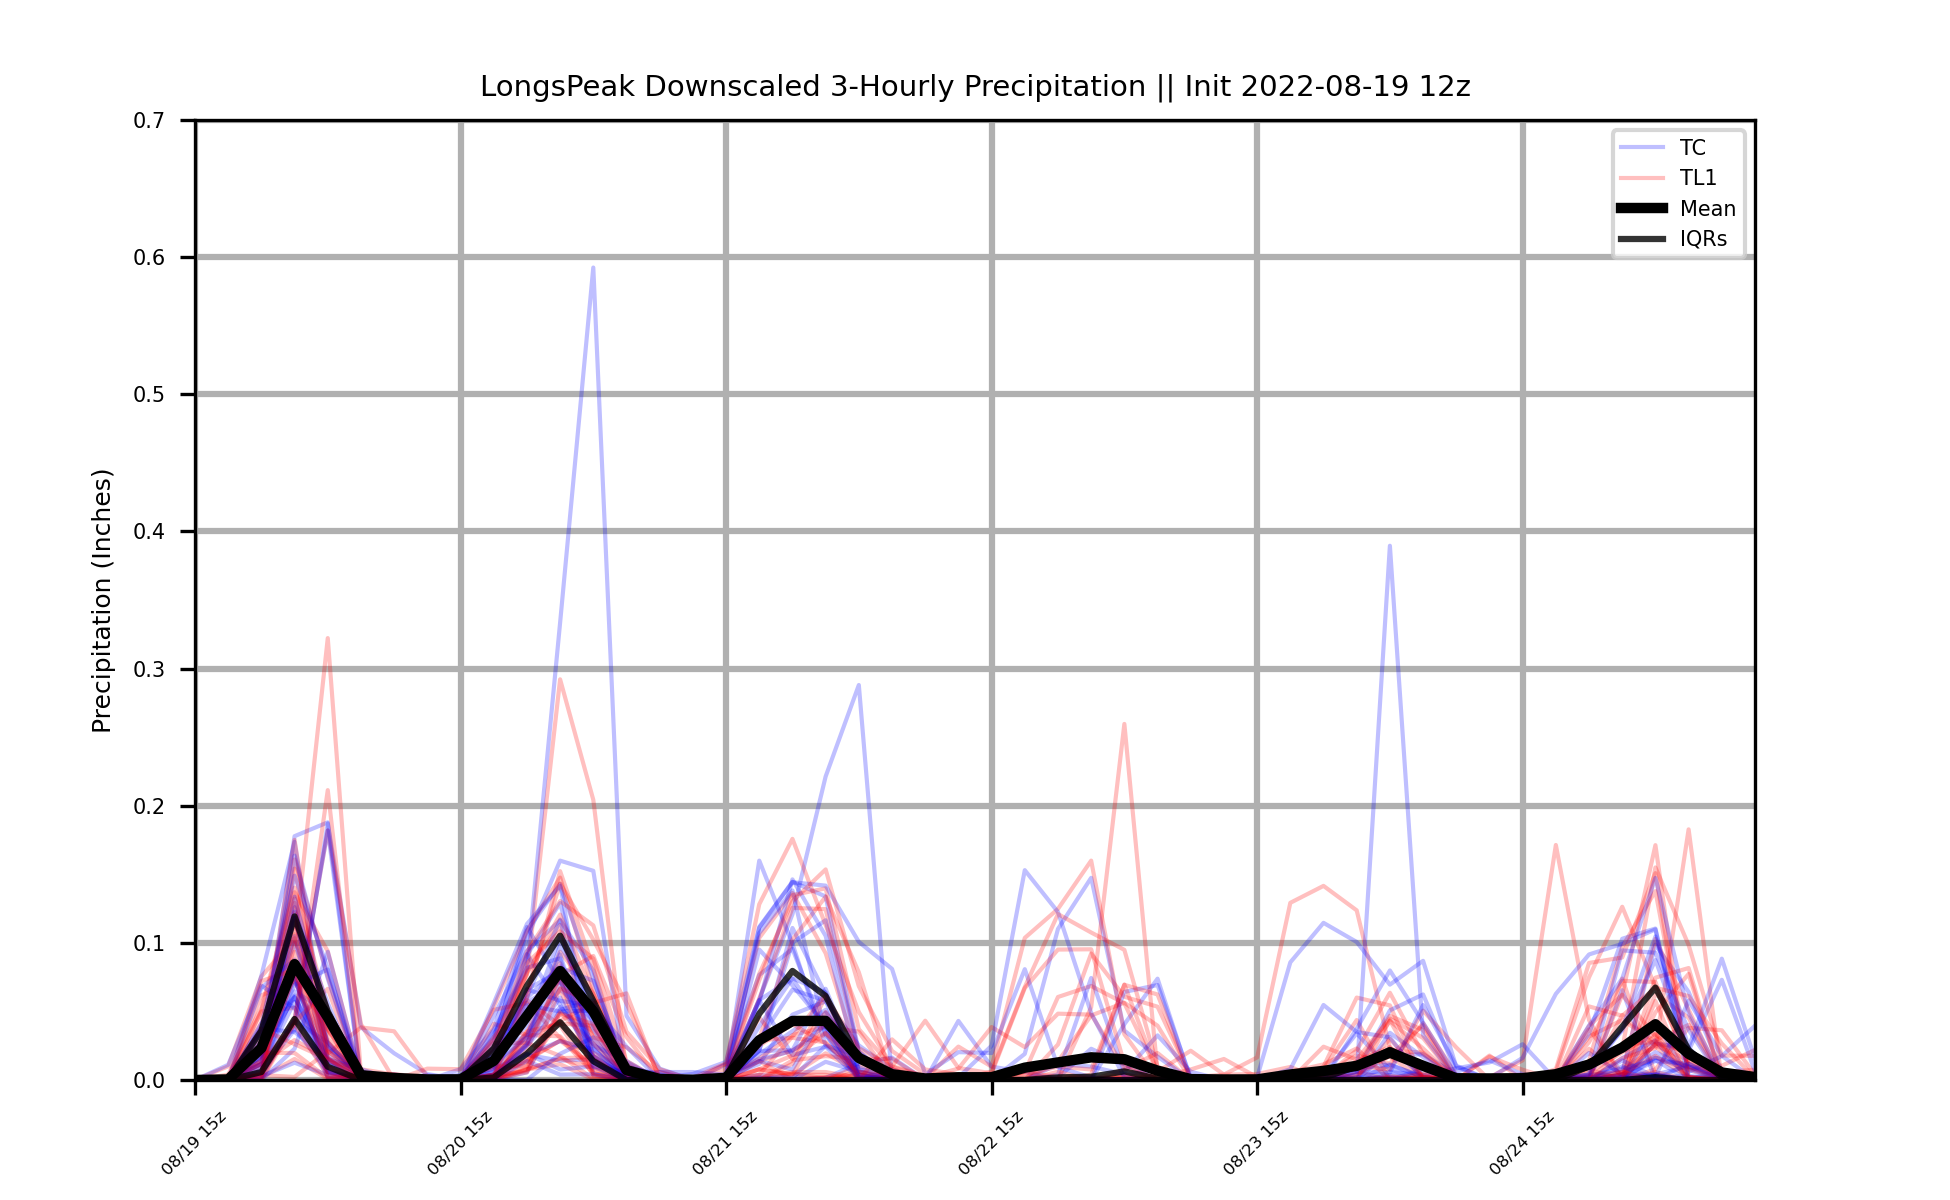 LongsPeak Downscaled 3-Hourly Precipitation || Init 2022-08-19 12z
TC
TL1
Mean
IQRs
Precipitation (Inches)
0.7
0.6
0.5
0.4
0.3
0.2
0.1
0.0
08/19 15z
08/20 15z
08/21 15z
08/22 15z
08/23 15z
08/24 15z